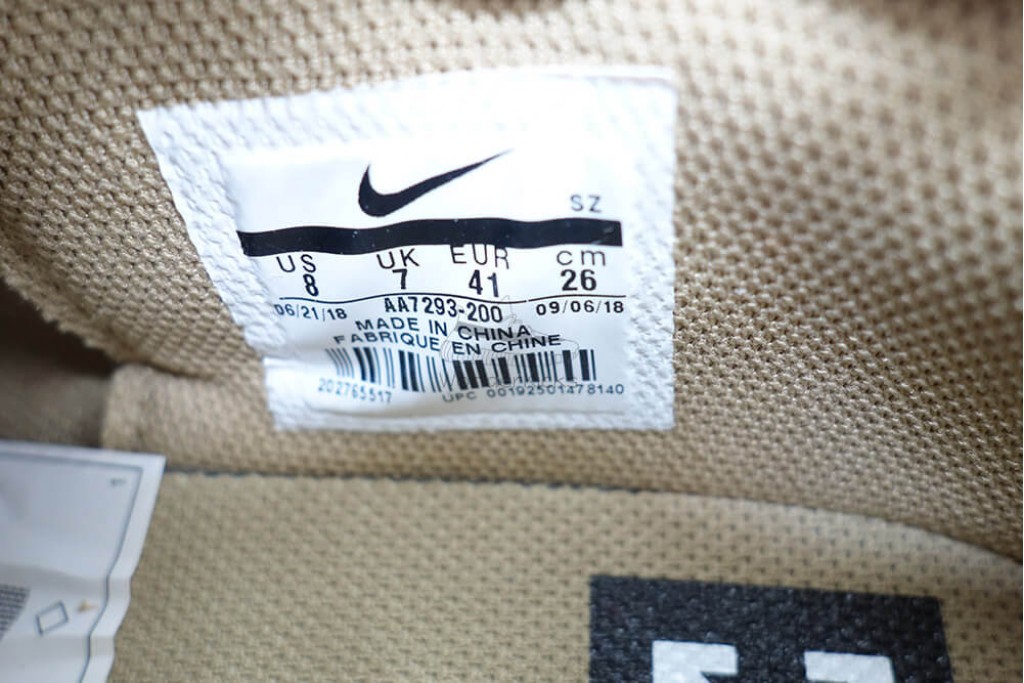 SZ
US UK EUR cm
8 7 41 26
06/21/18 AA7293-200 09/06/18
MADE IN CHINA
FABRIQUE EN CHINE
202765517 UPC 00192501478140